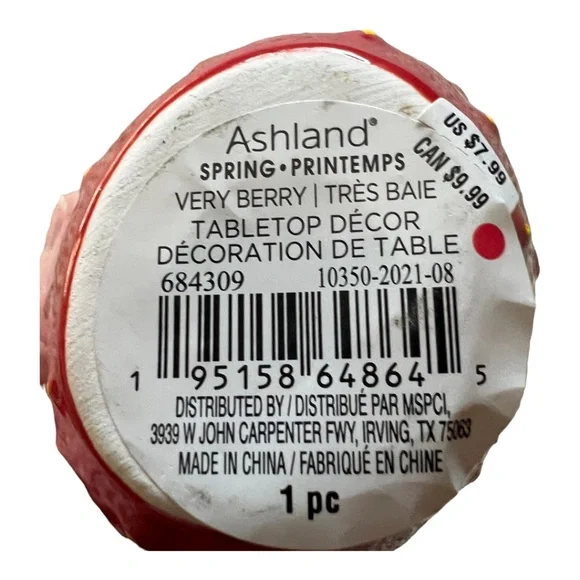 Ashland®
SPRING•PRINTEMPS
US $7.99
CAN $9.99
VERY BERRY | TRÈS BAIE
TABLETOP DÉCOR
DÉCORATION DE TABLE
684309 10350-2021-08
1 95158 64864 5
DISTRIBUTED BY / DISTRIBUÉ PAR MSPCI,
3939 W JOHN CARPENTER FWY, IRVING, TX 75063
MADE IN CHINA / FABRIQUÉ EN CHINE
1 pc